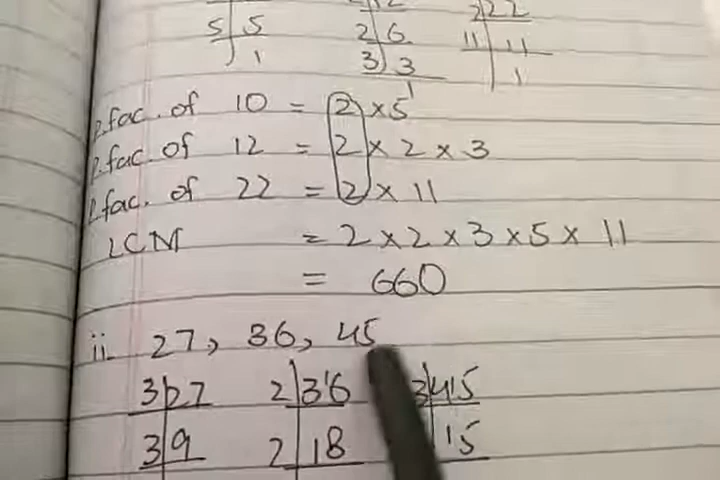 5 5 2 6 11 11
1 3 3 1
1
P.fac. of 10 = 2 × 5
P.fac. of 12 = 2 × 2 × 3
P.fac. of 22 = 2 × 11
LCM = 2 × 2 × 3 × 5 × 11
= 660
ii. 27, 36, 45
3 27 2 36 3 45
3 9 2 18 15